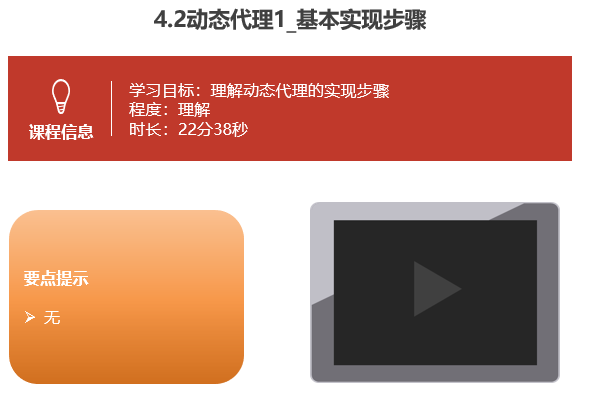 4.2动态代理1_基本实现步骤
学习目标：理解动态代理的实现步骤
程度：理解
课程信息
时长：22分38秒
要点提示
➢ 无